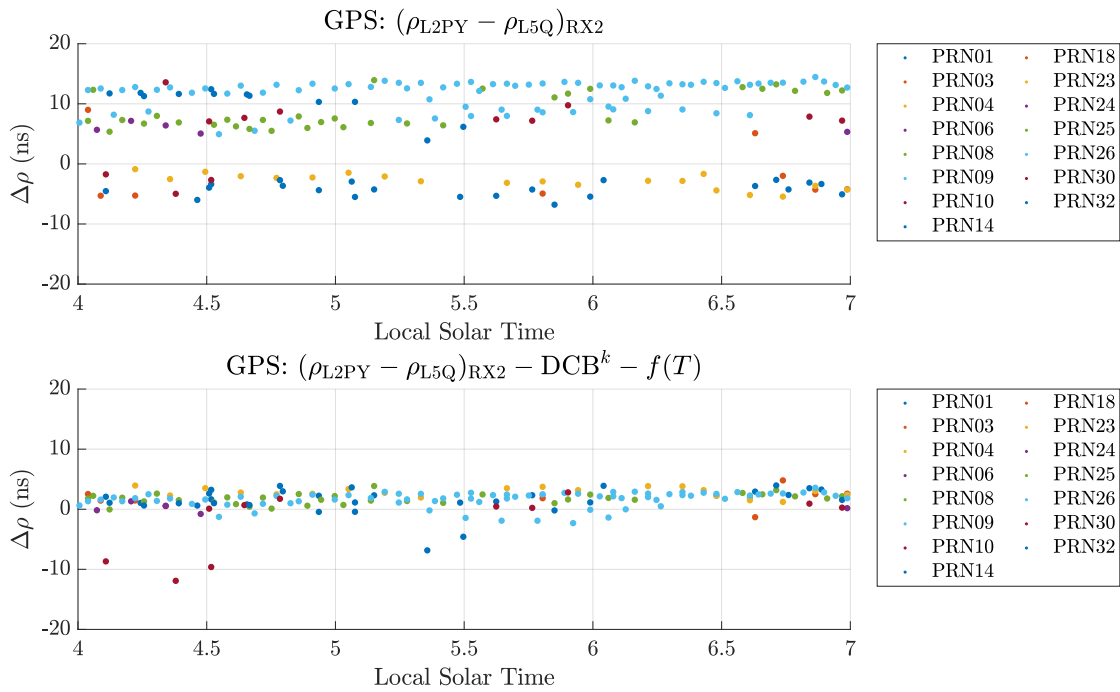 GPS: (ρL2PY − ρL5Q)RX2
20
10
0
-10
-20
Δρ (ns)
4 4.5 5 5.5 6 6.5 7
Local Solar Time
PRN01 PRN18
PRN03 PRN23
PRN04 PRN24
PRN06 PRN25
PRN08 PRN26
PRN09 PRN30
PRN10 PRN32
PRN14
GPS: (ρL2PY − ρL5Q)RX2 − DCBᵏ − f(T)
20
10
0
-10
-20
Δρ (ns)
4 4.5 5 5.5 6 6.5 7
Local Solar Time
PRN01 PRN18
PRN03 PRN23
PRN04 PRN24
PRN06 PRN25
PRN08 PRN26
PRN09 PRN30
PRN10 PRN32
PRN14